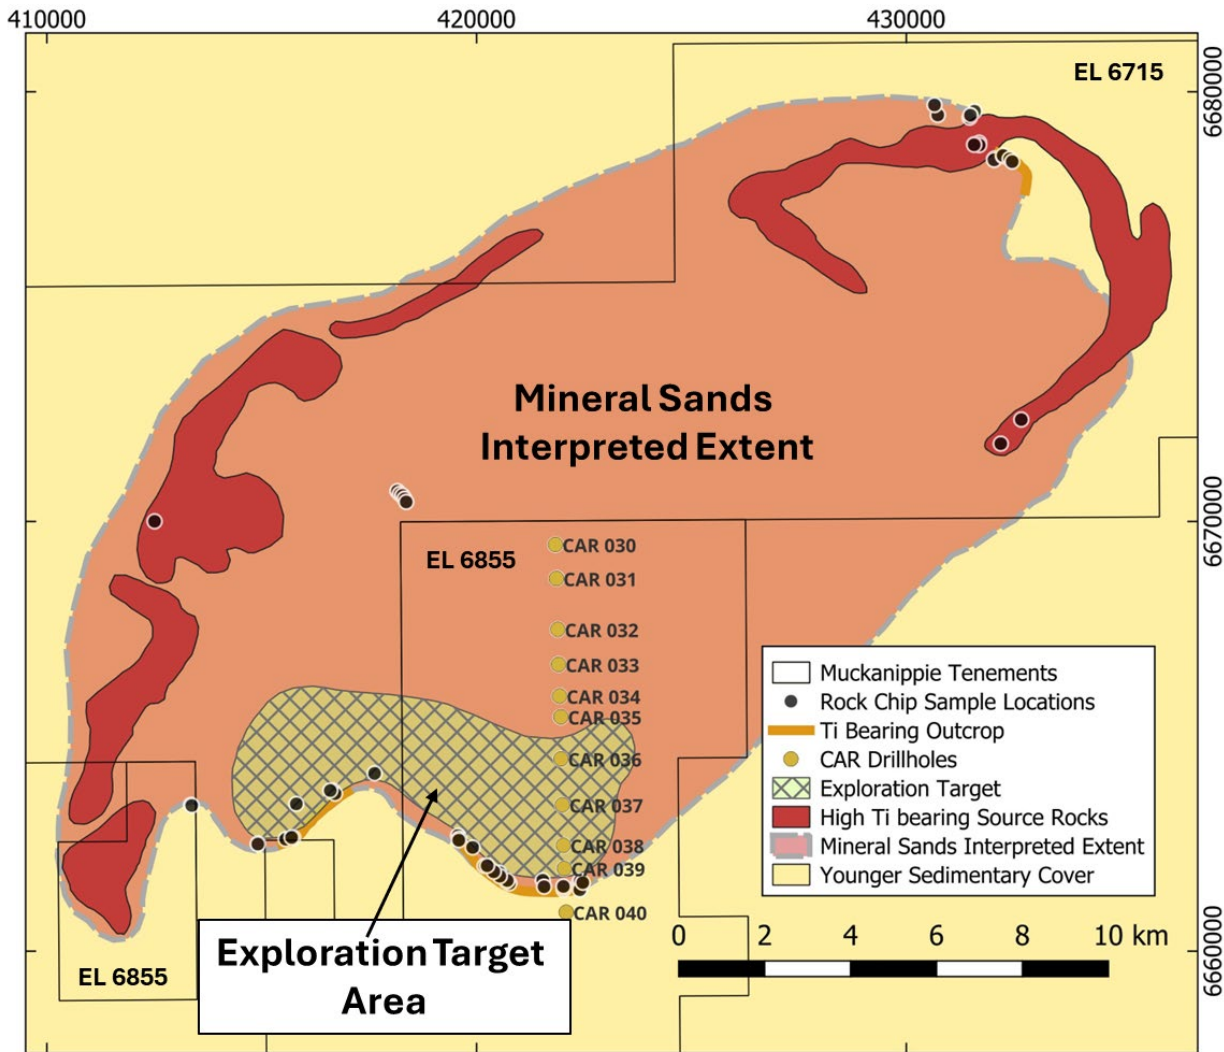 410000
420000
430000
EL 6715
6680000
Mineral Sands
Interpreted Extent
6670000
EL 6855
CAR 030
CAR 031
CAR 032
CAR 033
CAR 034
CAR 035
CAR 036
CAR 037
CAR 038
CAR 039
CAR 040
Muckanippie Tenements
Rock Chip Sample Locations
Ti Bearing Outcrop
CAR Drillholes
Exploration Target
High Ti bearing Source Rocks
Mineral Sands Interpreted Extent
Younger Sedimentary Cover
Exploration Target
Area
EL 6855
0 2 4 6 8 10 km
6660000